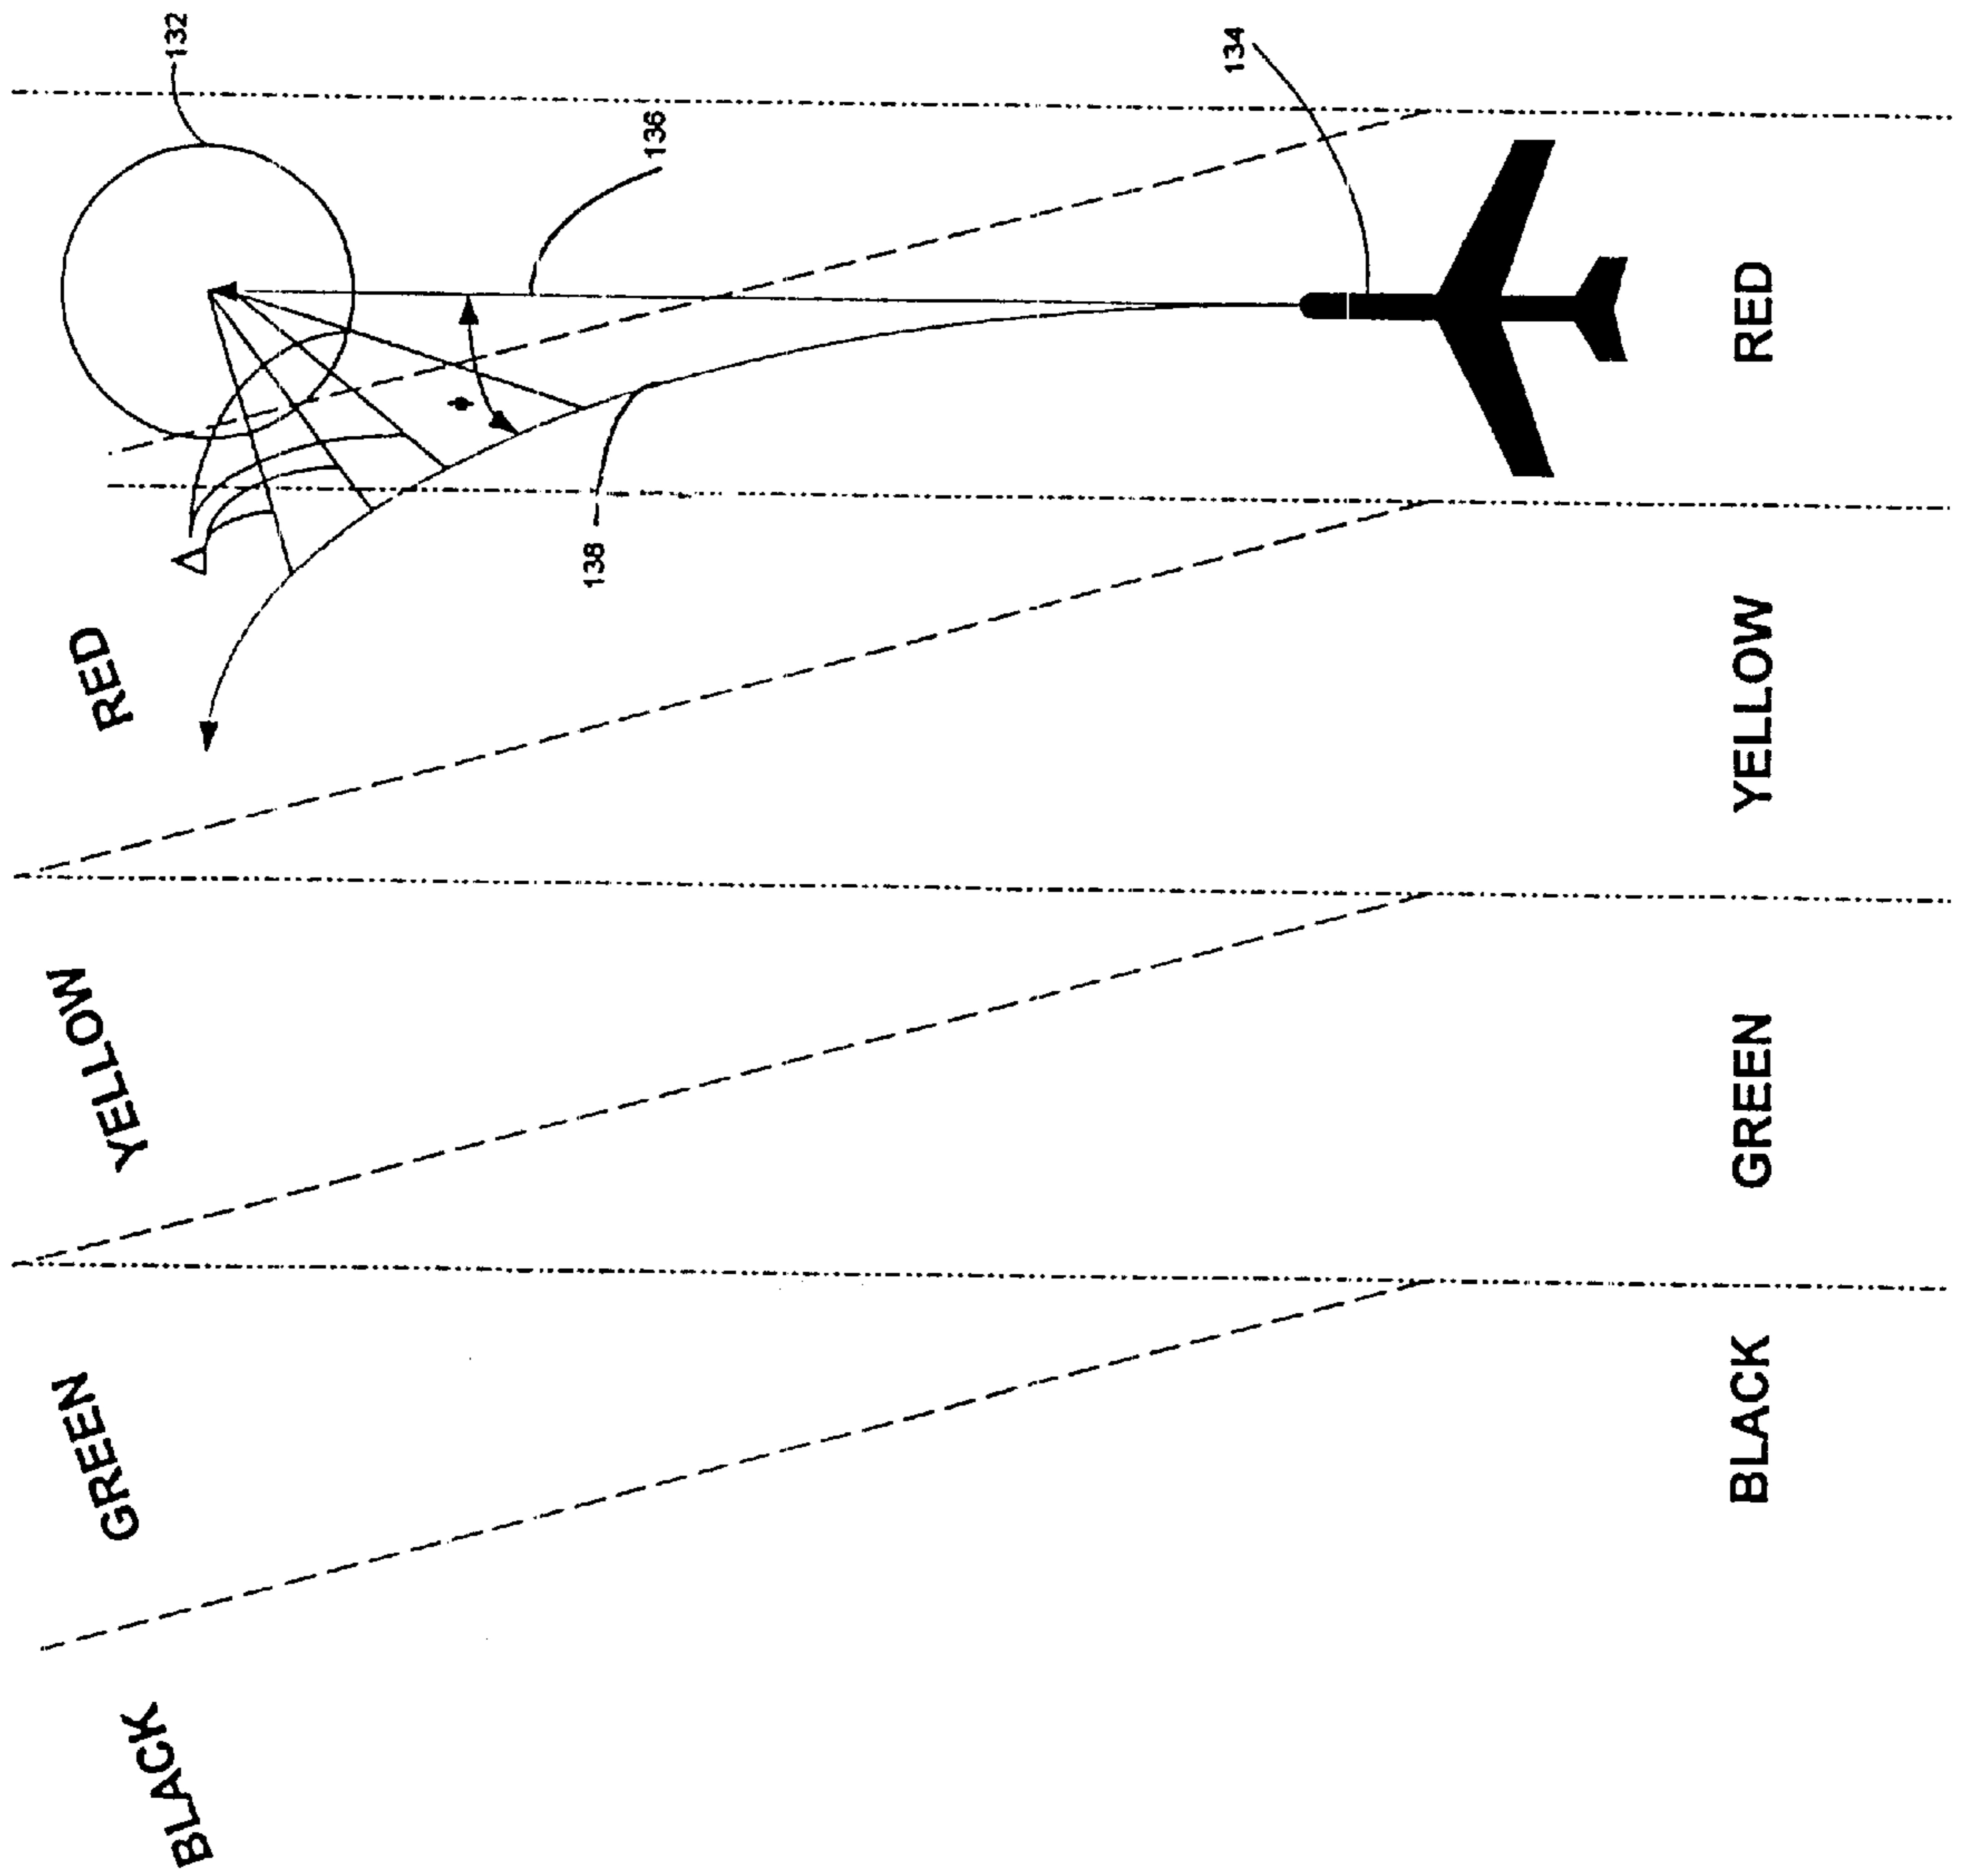 132
134
136
138
Φ
Δ
RED
YELLOW
GREEN
BLACK
RED
YELLOW
GREEN
BLACK